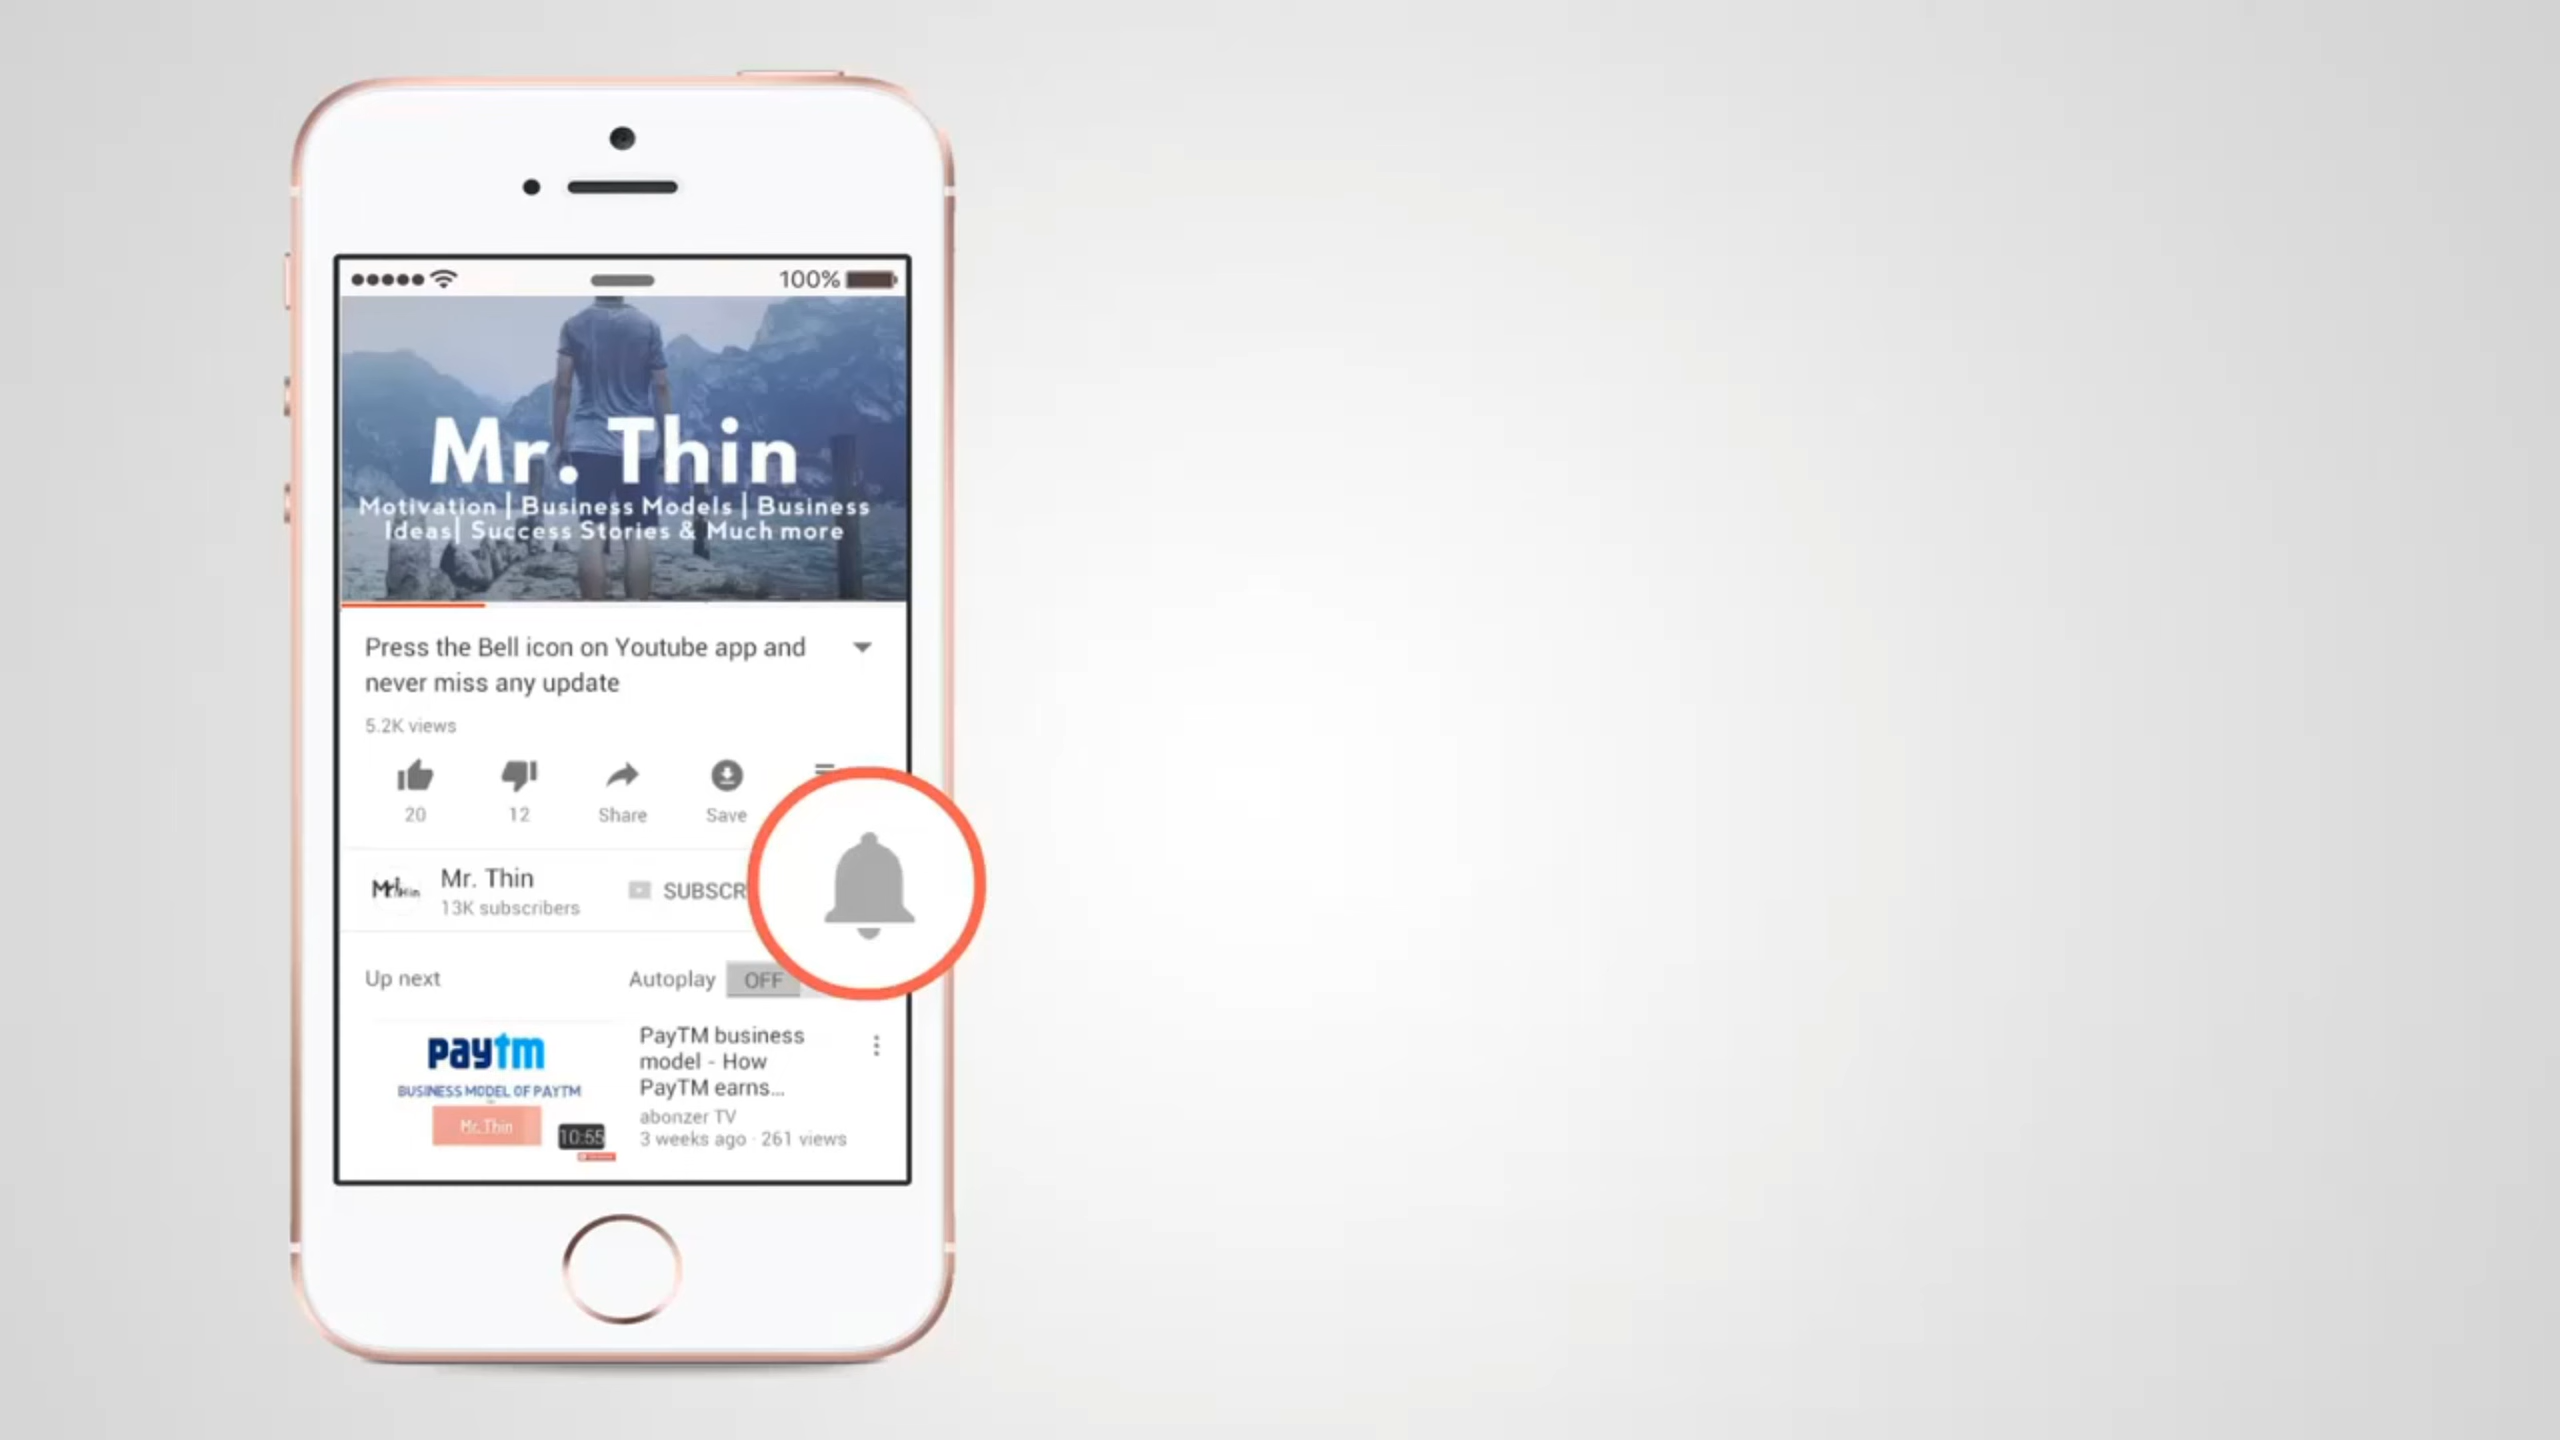 100%
Mr. Thin
Motivation | Business Models | Business
Ideas| Success Stories & Much more
Press the Bell icon on Youtube app and
never miss any update
5.2K views
20
12
Share
Save
Mr. Thin
13K subscribers
SUBSCR
Up next
Autoplay
OFF
paytm
BUSINESS MODEL OF PAYTM
Mr. Thin
10:55
PayTM business
model - How
PayTM earns...
abonzer TV
3 weeks ago · 261 views